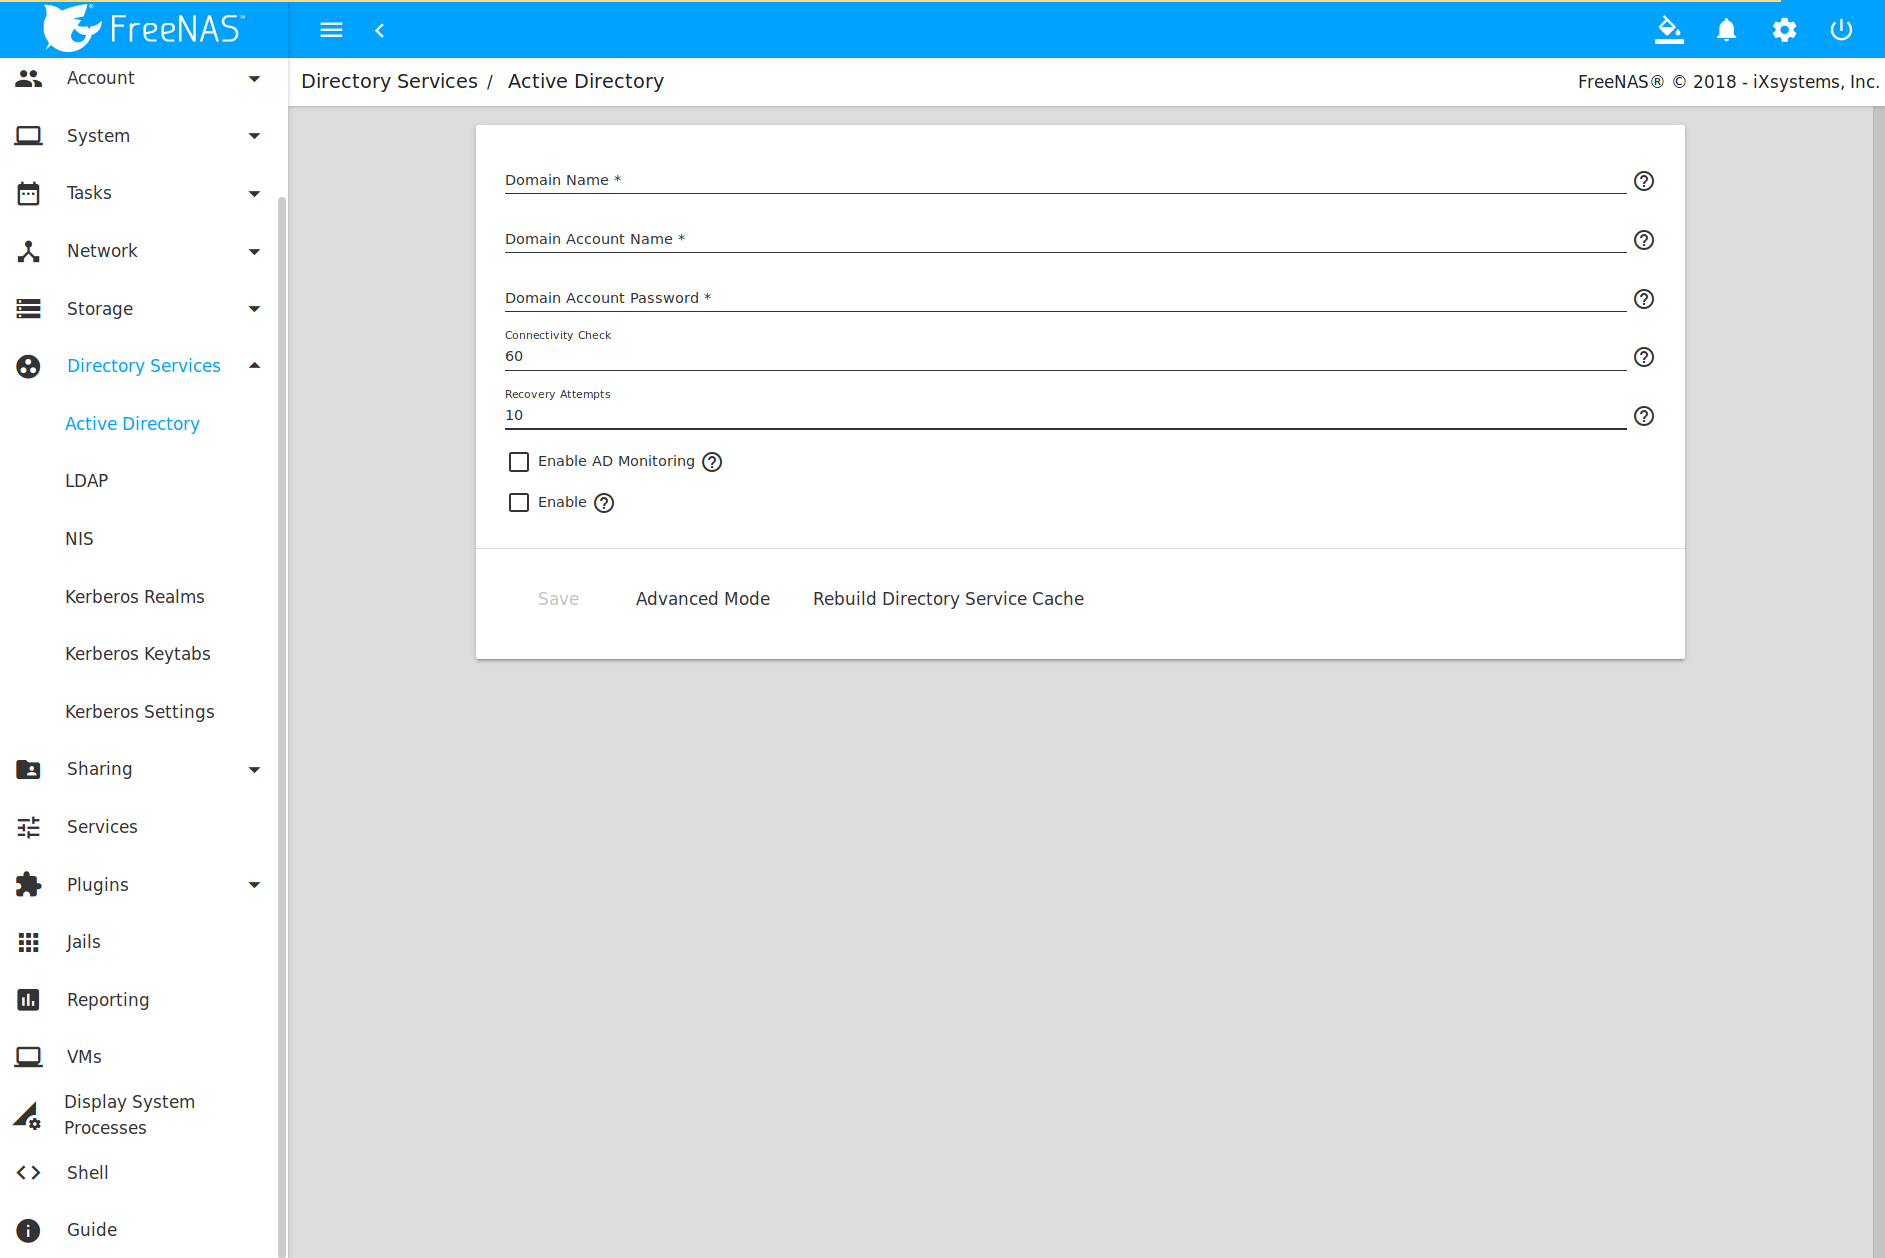 FreeNAS™
Directory Services / Active Directory
FreeNAS® © 2018 - iXsystems, Inc.
Account
System
Tasks
Network
Storage
Directory Services
Active Directory
LDAP
NIS
Kerberos Realms
Kerberos Keytabs
Kerberos Settings
Sharing
Services
Plugins
Jails
Reporting
VMs
Display System
Processes
Shell
Guide
Domain Name *
Domain Account Name *
Domain Account Password *
Connectivity Check
60
Recovery Attempts
10
Enable AD Monitoring
Enable
Save Advanced Mode Rebuild Directory Service Cache